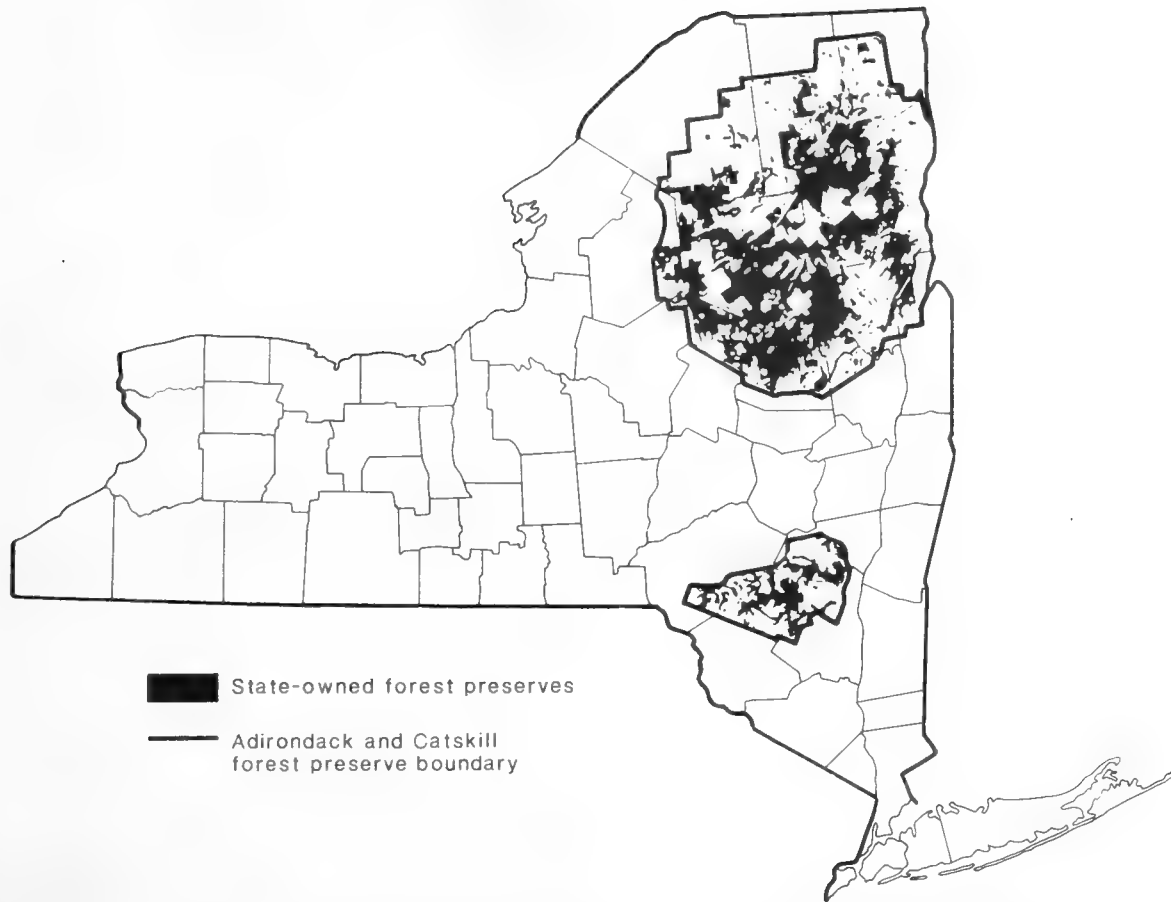 State-owned forest preserves
Adirondack and Catskill
forest preserve boundary